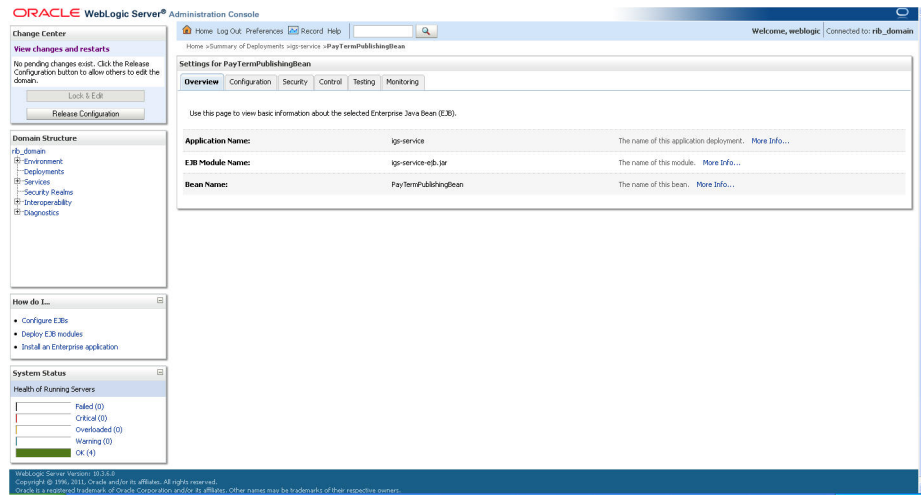 ORACLE WebLogic Server® Administration Console
Change Center
View changes and restarts
No pending changes exist. Click the Release
Configuration button to allow others to edit the
domain.
Lock & Edit
Release Configuration
Domain Structure
rib_domain
Environment
Deployments
Services
Security Realms
Interoperability
Diagnostics
How do I...
Configure EJBs
Deploy EJB modules
Install an Enterprise application
System Status
Health of Running Servers
Failed (0)
Critical (0)
Overloaded (0)
Warning (0)
OK (4)
Home Log Out Preferences Record Help
Welcome, weblogic Connected to: rib_domain
Home >Summary of Deployments >igs-service >PayTermPublishingBean
Settings for PayTermPublishingBean
Overview Configuration Security Control Testing Monitoring
Use this page to view basic information about the selected Enterprise Java Bean (EJB).
Application Name: igs-service The name of this application deployment. More Info...
EJB Module Name: igs-service-ejb.jar The name of this module. More Info...
Bean Name: PayTermPublishingBean The name of this bean. More Info...
WebLogic Server Version: 10.3.6.0
Copyright © 1996, 2011, Oracle and/or its affiliates. All rights reserved.
Oracle is a registered trademark of Oracle Corporation and/or its affiliates. Other names may be trademarks of their respective owners.